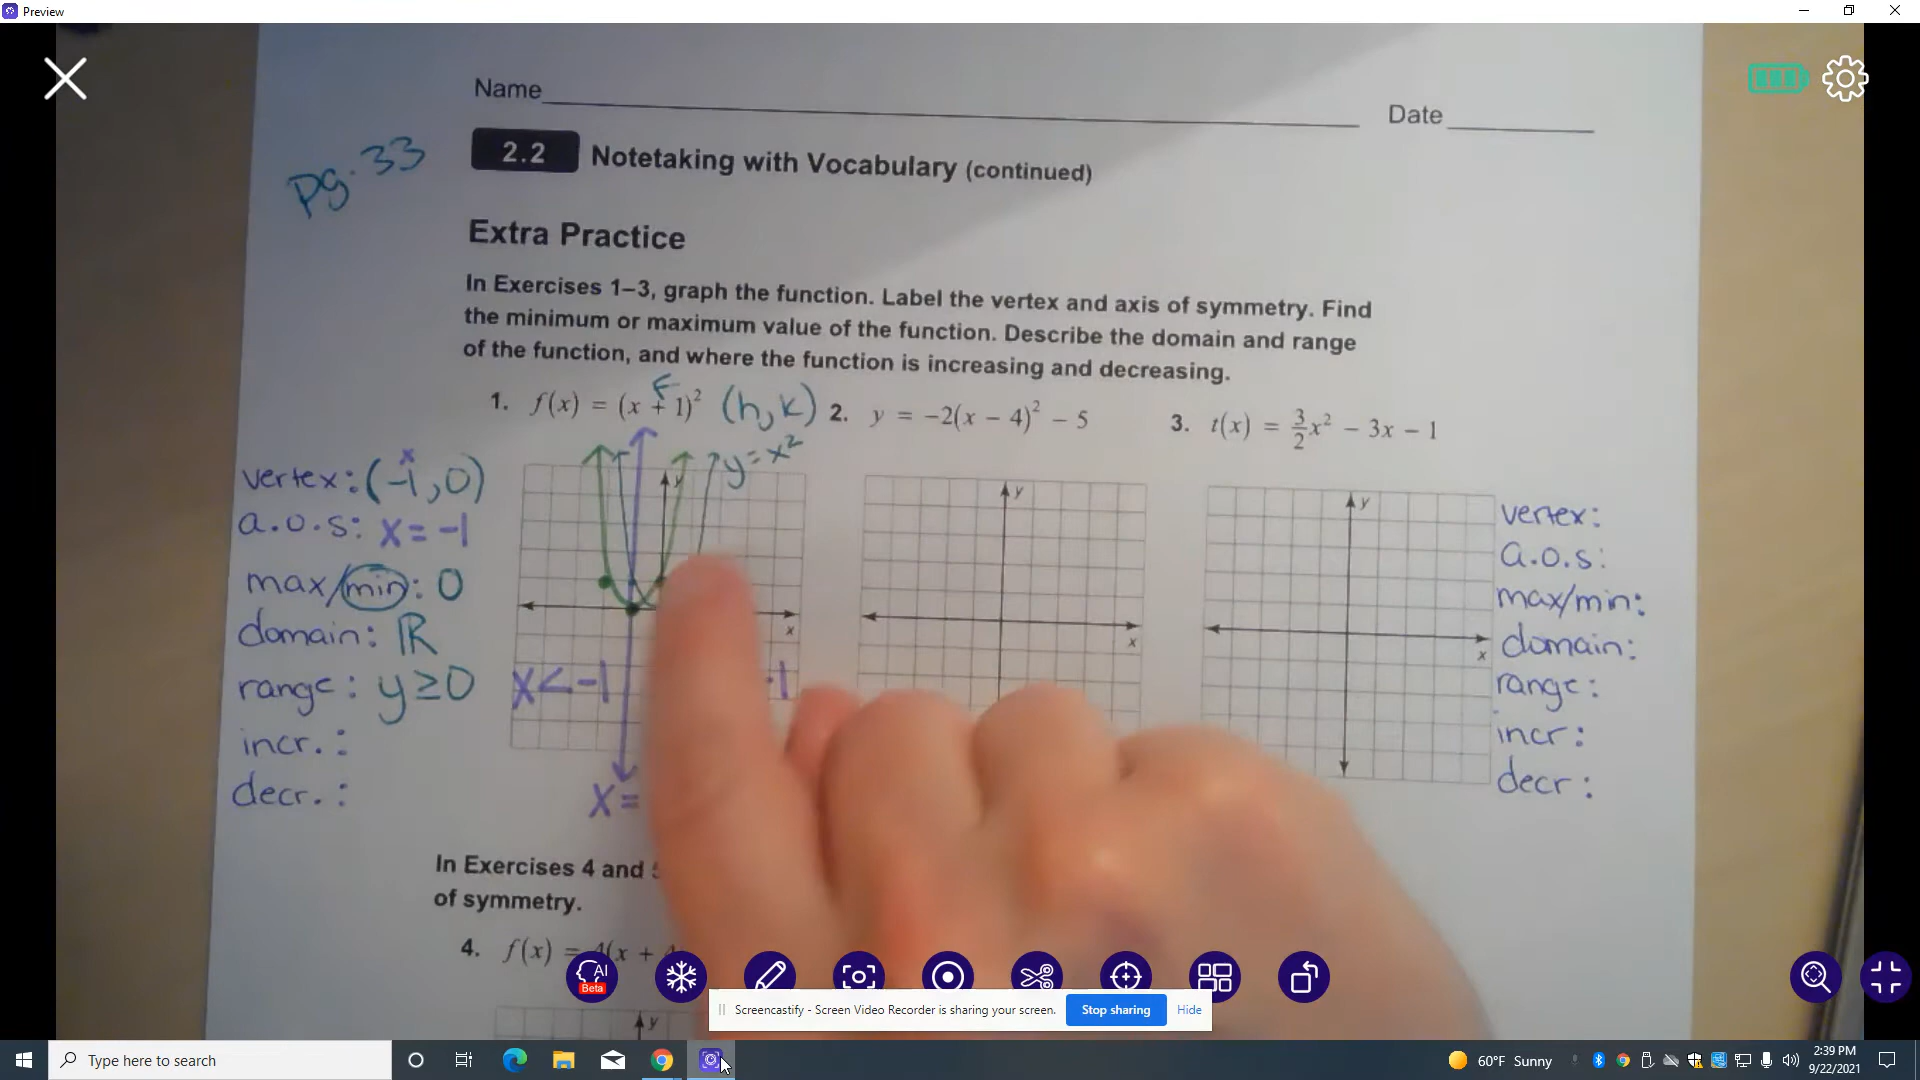 Preview
Name
Date
pg. 33
2.2 Notetaking with Vocabulary (continued)
Extra Practice
In Exercises 1–3, graph the function. Label the vertex and axis of symmetry. Find
the minimum or maximum value of the function. Describe the domain and range
of the function, and where the function is increasing and decreasing.
1. f(x) = (x + 1)² (h, k)
2. y = −2(x − 4)² − 5
3. t(x) = 3/2x² − 3x − 1
y = x²
x
vertex: (-1, 0)
a.o.s: x = -1
max/min: 0
domain: ℝ
range: y ≥ 0
incr. :
decr. :
y
x
x < -1
-1
x =
y
x
y
x
vertex:
a.o.s:
max/min:
domain:
range:
incr:
decr:
In Exercises 4 and
of symmetry.
4. f(x) = 4(x +
y
AI
Beta
Screencastify - Screen Video Recorder is sharing your screen.
Stop sharing
Hide
Type here to search
60°F Sunny
2:39 PM
9/22/2021